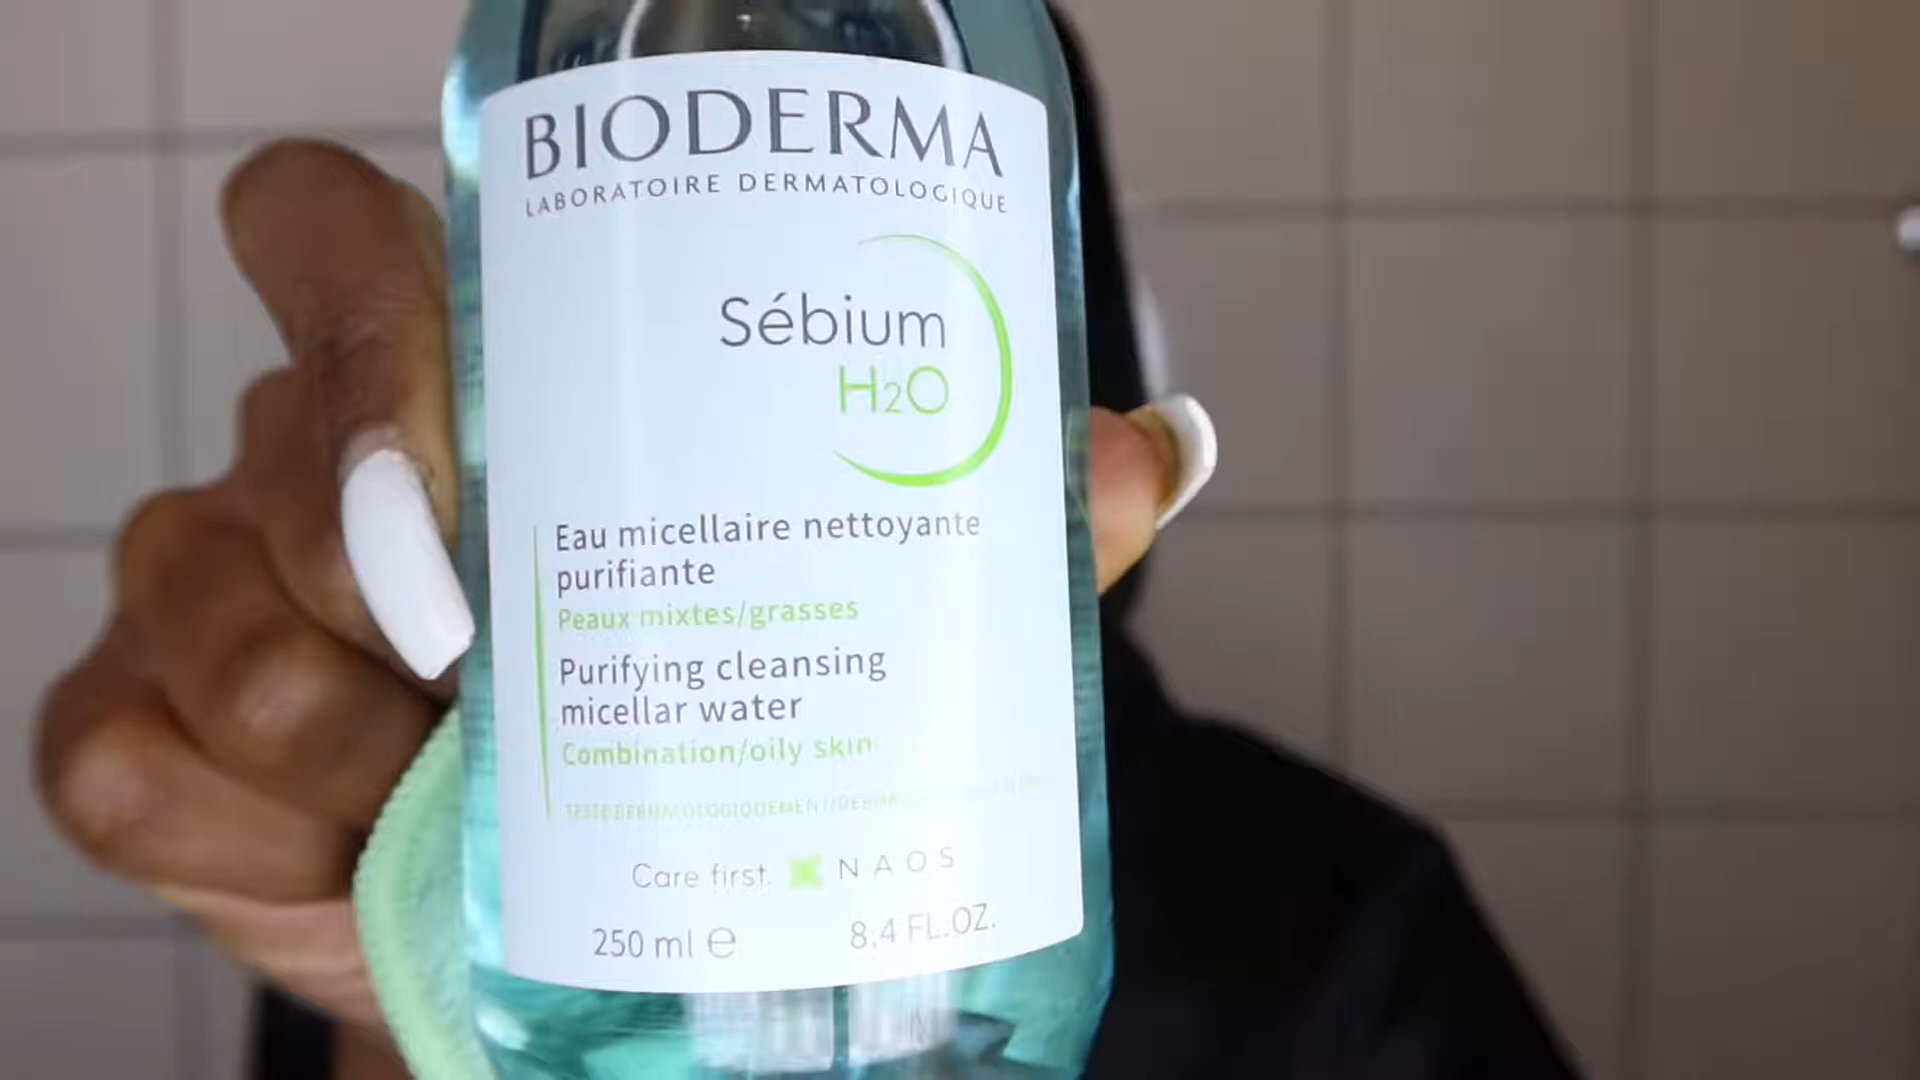 BIODERMA
LABORATOIRE DERMATOLOGIQUE
Sébium
H2O
Eau micellaire nettoyante
purifiante
Peaux mixtes/grasses
Purifying cleansing
micellar water
Combination/oily skin
Care first. NAOS
250 ml ℮ 8.4 FL.OZ.